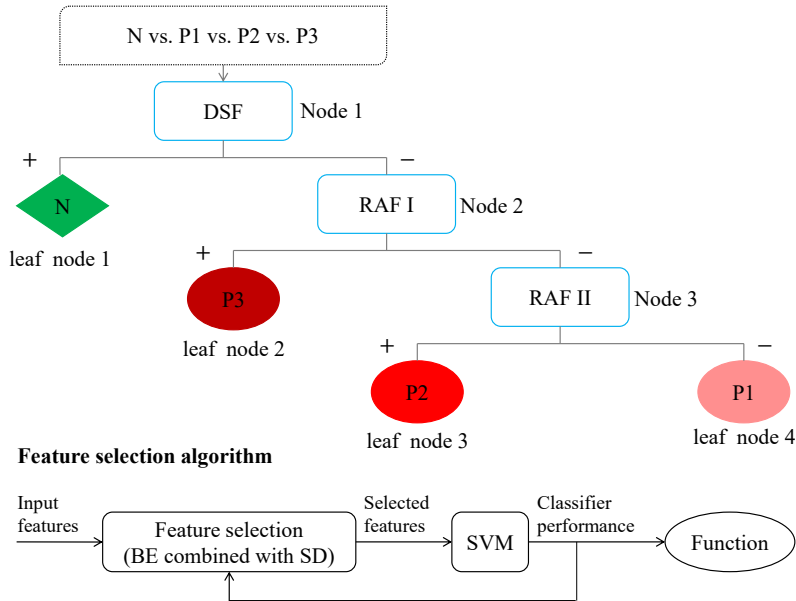 N vs. P1 vs. P2 vs. P3
DSF
Node 1
+
−
N
leaf node 1
RAF I
Node 2
+
−
P3
leaf node 2
RAF II
Node 3
+
−
P2
leaf node 3
P1
leaf node 4
Feature selection algorithm
Input
features
Feature selection
(BE combined with SD)
Selected
features
SVM
Classifier
performance
Function